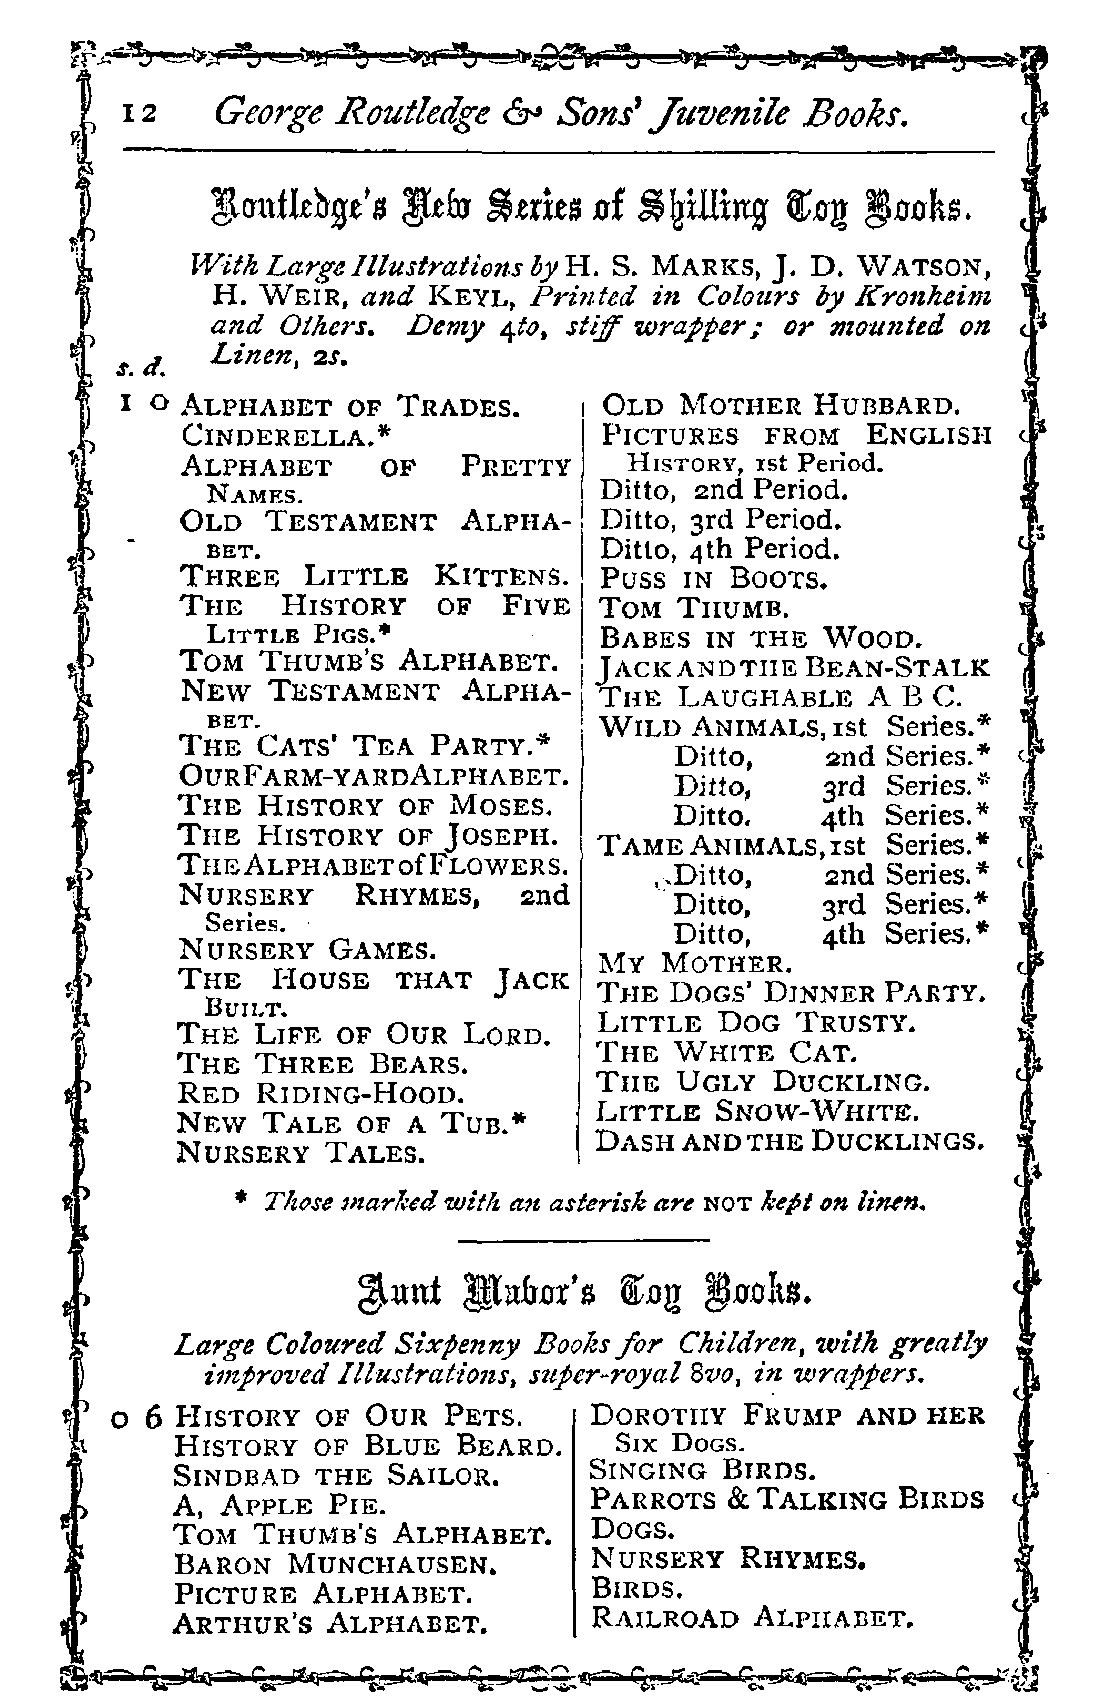 12 George Routledge & Sons' Juvenile Books.
Routledge's New Series of Shilling Toy Books.
With Large Illustrations by H. S. MARKS, J. D. WATSON,
H. WEIR, and KEYL, Printed in Colours by Kronheim
and Others. Demy 4to, stiff wrapper; or mounted on
Linen, 2s.
s. d.
1 0 ALPHABET OF TRADES.
CINDERELLA.*
ALPHABET OF PRETTY
NAMES.
OLD TESTAMENT ALPHA-
BET.
THREE LITTLE KITTENS.
THE HISTORY OF FIVE
LITTLE PIGS.*
TOM THUMB'S ALPHABET.
NEW TESTAMENT ALPHA-
BET.
THE CATS' TEA PARTY.*
OUR FARM-YARD ALPHABET.
THE HISTORY OF MOSES.
THE HISTORY OF JOSEPH.
THE ALPHABET of FLOWERS.
NURSERY RHYMES, 2nd
Series.
NURSERY GAMES.
THE HOUSE THAT JACK
BUILT.
THE LIFE OF OUR LORD.
THE THREE BEARS.
RED RIDING-HOOD.
NEW TALE OF A TUB.*
NURSERY TALES.
OLD MOTHER HUBBARD.
PICTURES FROM ENGLISH
HISTORY, 1st Period.
Ditto, 2nd Period.
Ditto, 3rd Period.
Ditto, 4th Period.
PUSS IN BOOTS.
TOM THUMB.
BABES IN THE WOOD.
JACK AND THE BEAN-STALK
THE LAUGHABLE A B C.
WILD ANIMALS, 1st Series.*
Ditto, 2nd Series.*
Ditto, 3rd Series.*
Ditto. 4th Series.*
TAME ANIMALS, 1st Series.*
Ditto, 2nd Series.*
Ditto, 3rd Series.*
Ditto, 4th Series.*
MY MOTHER.
THE DOGS' DINNER PARTY.
LITTLE DOG TRUSTY.
THE WHITE CAT.
THE UGLY DUCKLING.
LITTLE SNOW-WHITE.
DASH AND THE DUCKLINGS.
* Those marked with an asterisk are NOT kept on linen.
Aunt Mavor's Toy Books.
Large Coloured Sixpenny Books for Children, with greatly
improved Illustrations, super-royal 8vo, in wrappers.
0 6 HISTORY OF OUR PETS.
HISTORY OF BLUE BEARD.
SINDBAD THE SAILOR.
A, APPLE PIE.
TOM THUMB'S ALPHABET.
BARON MUNCHAUSEN.
PICTURE ALPHABET.
ARTHUR'S ALPHABET.
DOROTHY FRUMP AND HER
SIX DOGS.
SINGING BIRDS.
PARROTS & TALKING BIRDS
DOGS.
NURSERY RHYMES.
BIRDS.
RAILROAD ALPHABET.